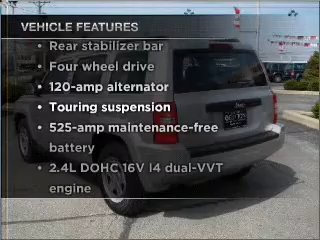 VEHICLE FEATURES
• Rear stabilizer bar
• Four wheel drive
• 120-amp alternator
• Touring suspension
• 525-amp maintenance-free
battery
• 2.4L DOHC 16V I4 dual-VVT
engine
Jeep